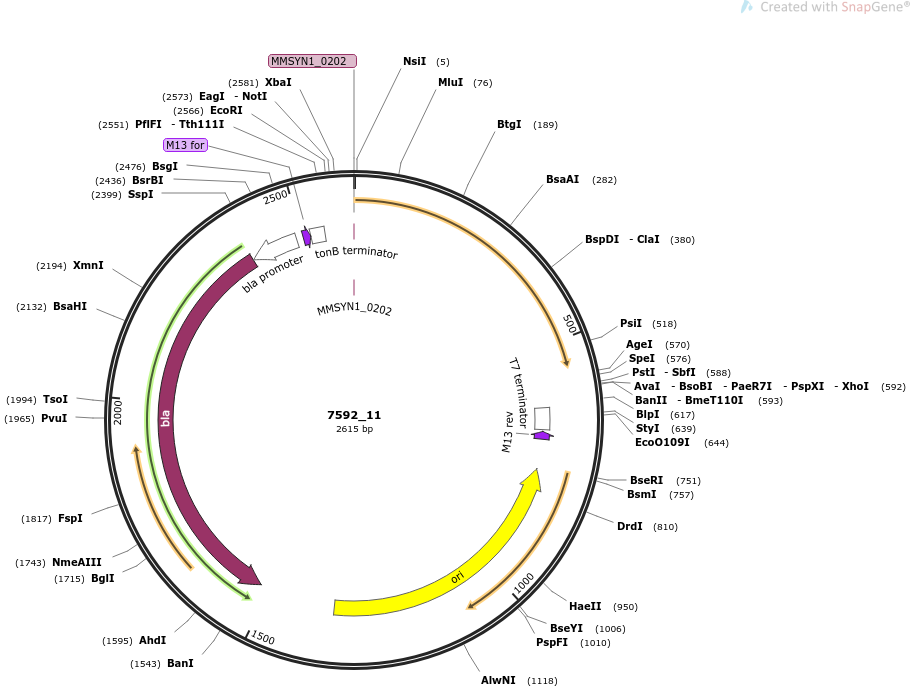 Created with SnapGene®
MMSYN1_0202
NsiI (5)
MluI (76)
BtgI (189)
BsaAI (282)
BspDI - ClaI (380)
PsiI (518)
AgeI (570)
SpeI (576)
PstI - SbfI (588)
AvaI - BsoBI - PaeR7I - PspXI - XhoI (592)
BanII - BmeT110I (593)
BlpI (617)
StyI (639)
EcoO109I (644)
BseRI (751)
BsmI (757)
DrdI (810)
HaeII (950)
BseYI (1006)
PspFI (1010)
AlwNI (1118)
(1543) BanI
(1595) AhdI
(1715) BglI
(1743) NmeAIII
(1817) FspI
(1965) PvuI
(1994) TsoI
(2132) BsaHI
(2194) XmnI
(2399) SspI
(2436) BsrBI
(2476) BsgI
M13 for
(2551) PflFI - Tth111I
(2566) EcoRI
(2573) EagI - NotI
(2581) XbaI
500
1000
1500
2000
2500
tonB terminator
bla promoter
MMSYN1_0202
T7 terminator
M13 rev
bla
ori
7592_11
2615 bp